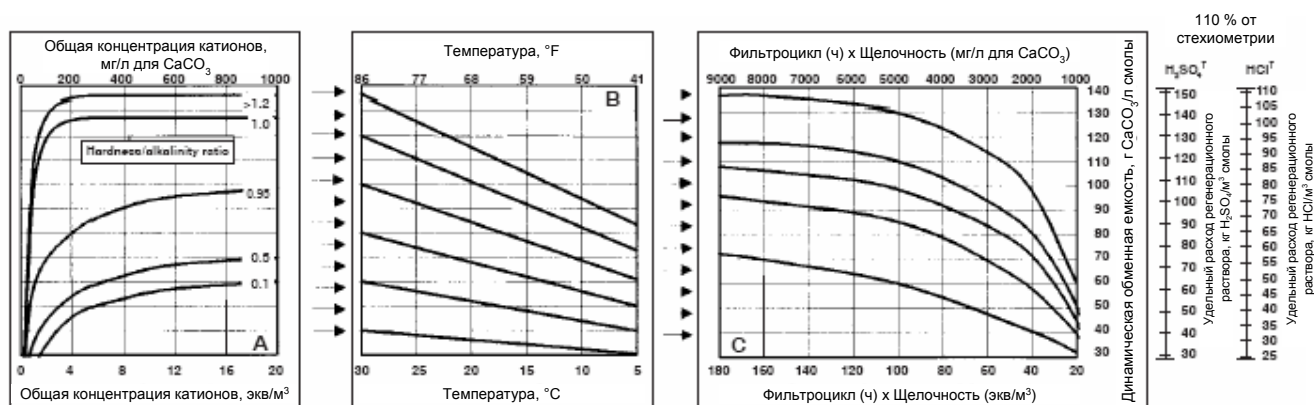 110 % от
стехиометрии
Общая концентрация катионов,
мг/л для CaCO₃
0 200 400 600 800 1000
>1.2
1.0
Hardness/alkalinity ratio
0.95
0.5
0.1
A
0 4 8 12 16 20
Общая концентрация катионов, экв/м³
Температура, °F
86 77 68 59 50 41
B
30 25 20 15 10 5
Температура, °C
Фильтроцикл (ч) x Щелочность (мг/л для CaCO₃)
9000 8000 7000 6000 5000 4000 3000 2000 1000
C
180 160 140 120 100 80 60 40 20
Фильтроцикл (ч) x Щелочность (экв/м³)
140
130
120
110
100
90
80
70
60
50
40
30
Динамическая обменная емкость, г CaCO₃/л смолы
H₂SO₄ᵀ
150
140
130
120
110
100
90
80
70
60
50
40
30
Удельный расход регенерационного
раствора, кг H₂SO₄/м³ смолы
HClᵀ
110
105
100
95
90
85
80
75
70
65
60
55
50
45
40
35
30
25
Удельный расход регенерационного
раствора, кг HCl/м³ смолы